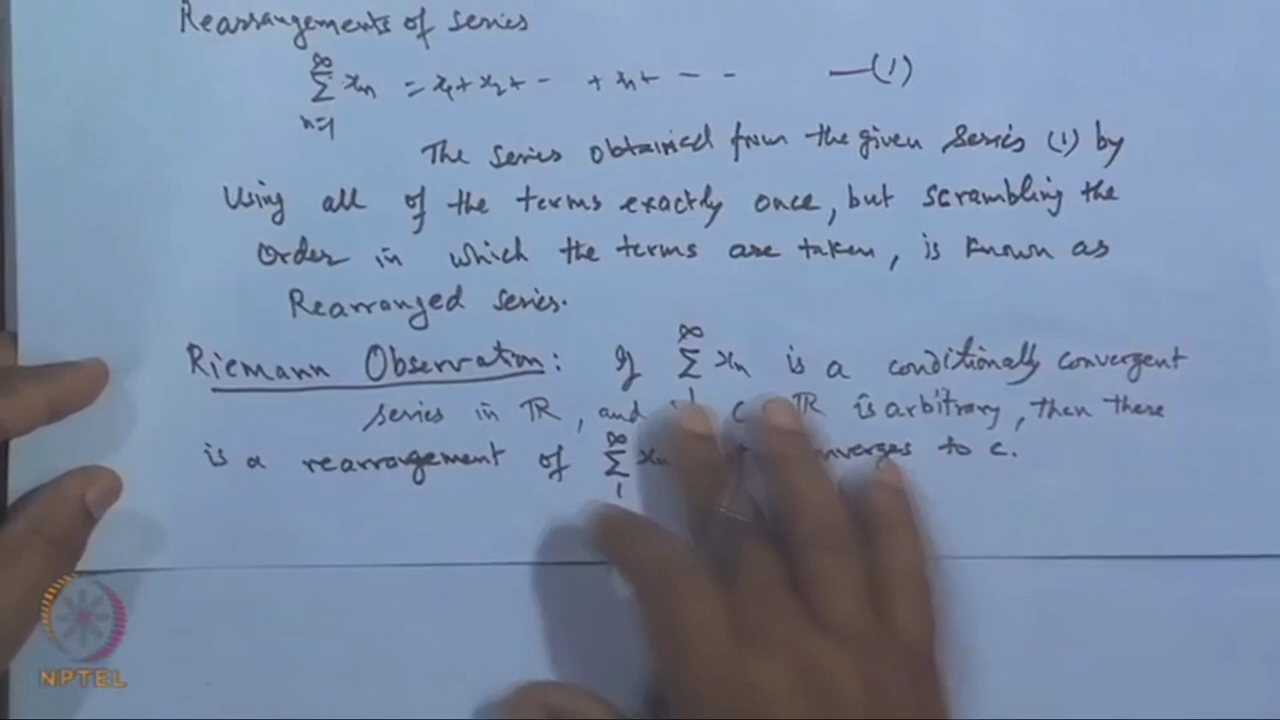 Rearrangements of series
∞
∑ xn = x1 + x2 + - + xn + - - —(1)
n=1
The series obtained from the given series (1) by
Using all of the terms exactly once, but scrambling the
Order in which the terms are taken, is known as
Rearranged series.
Riemann Observation: If ∞ ∑ 1 xn is a conditionally convergent
series in ℝ, and c ℝ is arbitrary, then there
is a rearrangement of ∞ ∑ 1 xn to c.
NPTEL